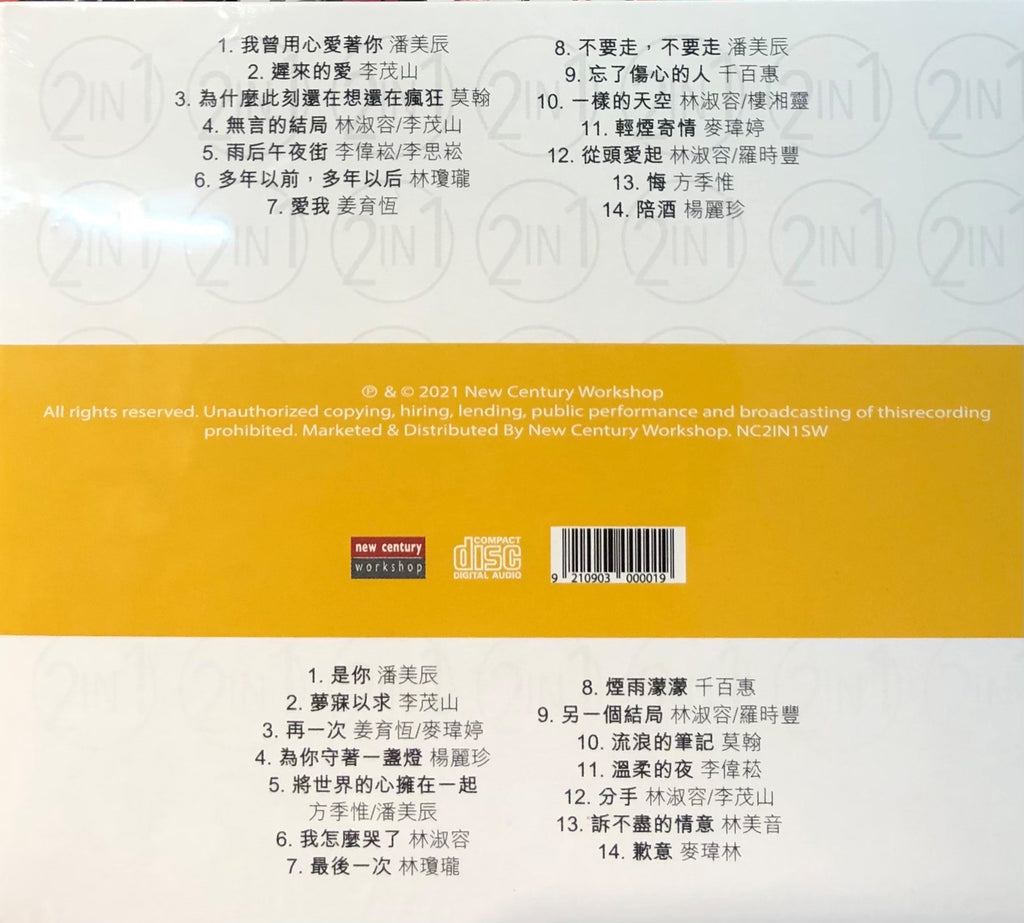 1. 我曾用心愛著你 潘美辰
2. 遲來的愛 李茂山
3. 為什麼此刻還在想還在瘋狂 莫翰
4. 無言的結局 林淑容/李茂山
5. 雨后午夜街 李偉崧/李思崧
6. 多年以前，多年以后 林瓊瓏
7. 愛我 姜育恆
8. 不要走，不要走 潘美辰
9. 忘了傷心的人 千百惠
10. 一樣的天空 林淑容/樓湘靈
11. 輕煙寄情 麥瑋婷
12. 從頭愛起 林淑容/羅時豐
13. 悔 方季惟
14. 陪酒 楊麗珍
℗ & © 2021 New Century Workshop
All rights reserved. Unauthorized copying, hiring, lending, public performance and broadcasting of thisrecording
prohibited. Marketed & Distributed By New Century Workshop. NC2IN1SW
new century
workshop
COMPACT
disc
DIGITAL AUDIO
9 210903 000019
1. 是你 潘美辰
2. 夢寐以求 李茂山
3. 再一次 姜育恆/麥瑋婷
4. 為你守著一盞燈 楊麗珍
5. 將世界的心擁在一起
方季惟/潘美辰
6. 我怎麼哭了 林淑容
7. 最後一次 林瓊瓏
8. 煙雨濛濛 千百惠
9. 另一個結局 林淑容/羅時豐
10. 流浪的筆記 莫翰
11. 溫柔的夜 李偉崧
12. 分手 林淑容/李茂山
13. 訴不盡的情意 林美音
14. 歉意 麥瑋林